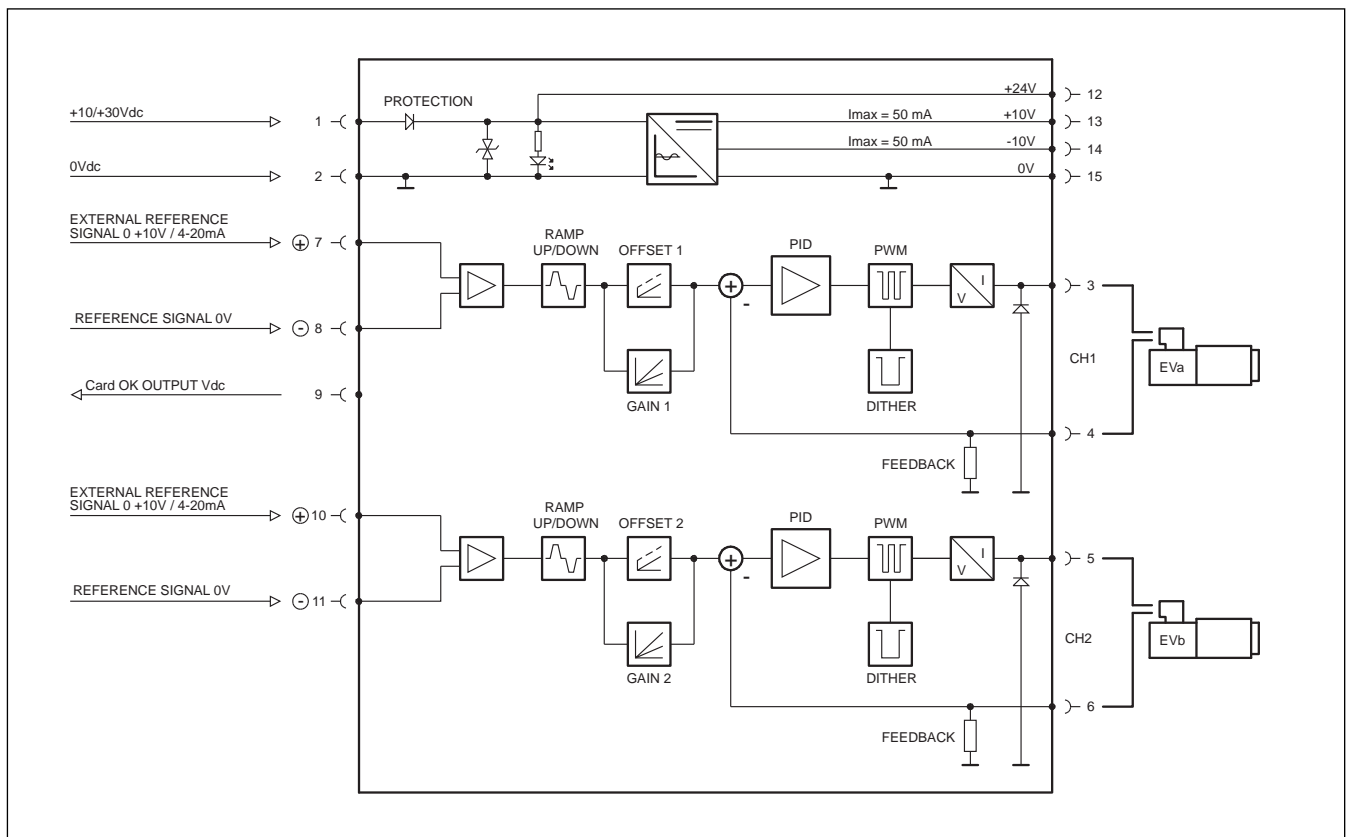 +24V
12
PROTECTION
+10/+30Vdc
1
Imax = 50 mA
+10V
13
Imax = 50 mA
-10V
14
0Vdc
2
0V
15
EXTERNAL REFERENCE
SIGNAL 0 +10V / 4-20mA
+ 7
RAMP
UP/DOWN
OFFSET 1
PID
PWM
+
-
I
V
3
REFERENCE SIGNAL 0V
- 8
CH1
EVa
Card OK OUTPUT Vdc
9
GAIN 1
DITHER
4
FEEDBACK
EXTERNAL REFERENCE
SIGNAL 0 +10V / 4-20mA
+ 10
RAMP
UP/DOWN
OFFSET 2
PID
PWM
+
-
I
V
5
REFERENCE SIGNAL 0V
- 11
CH2
EVb
GAIN 2
DITHER
6
FEEDBACK